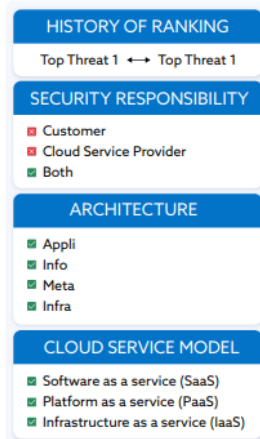 HISTORY OF RANKING
Top Threat 1 ↔ Top Threat 1
SECURITY RESPONSIBILITY
Customer
Cloud Service Provider
Both
ARCHITECTURE
Appli
Info
Meta
Infra
CLOUD SERVICE MODEL
Software as a service (SaaS)
Platform as a service (PaaS)
Infrastructure as a service (IaaS)